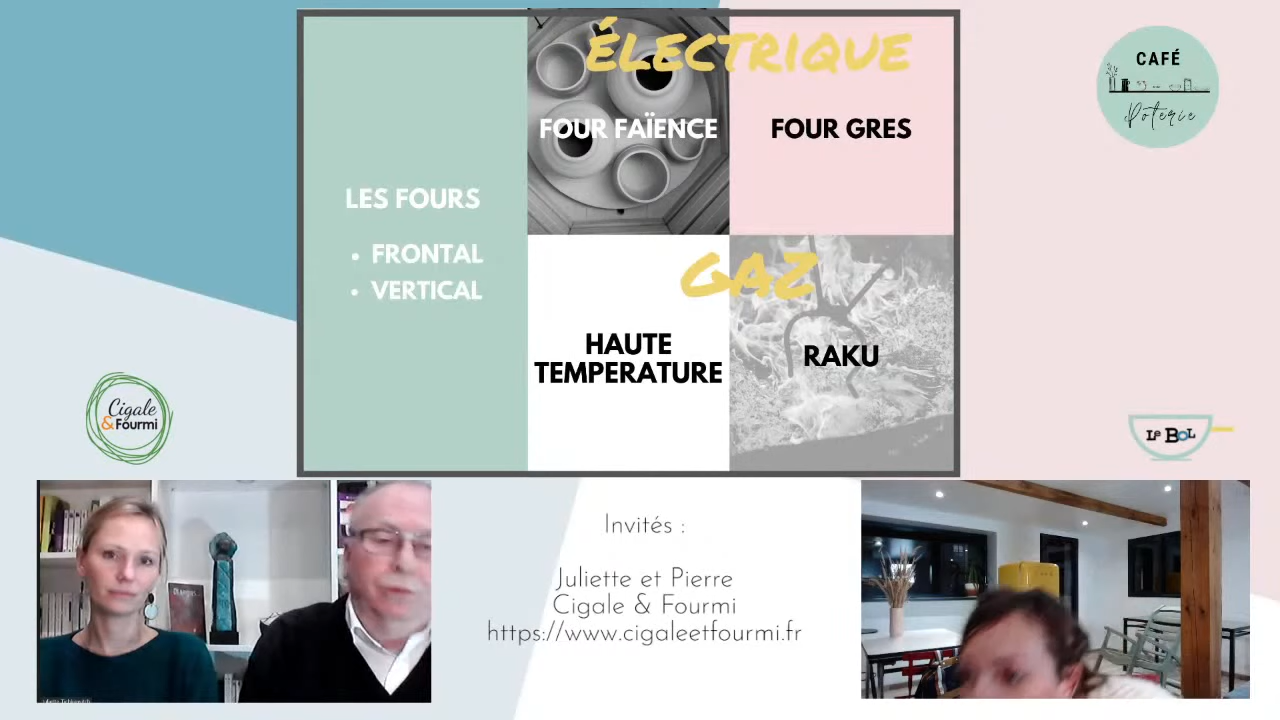 ÉLECTRIQUE
FOUR FAÏENCE
FOUR GRES
LES FOURS
• FRONTAL
• VERTICAL
GAZ
HAUTE
TEMPERATURE
RAKU
CAFÉ
Poterie
Cigale
& Fourmi
Le BoL
Invités :
Juliette et Pierre
Cigale & Fourmi
https://www.cigaleetfourmi.fr